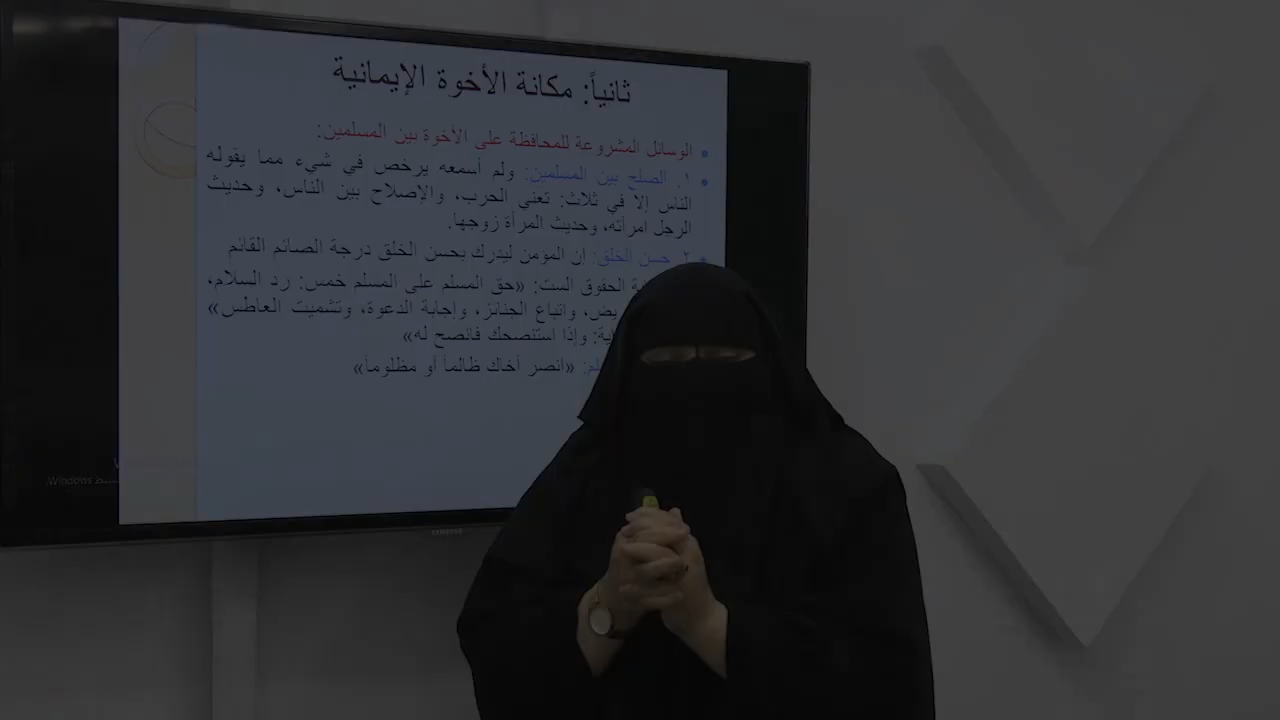 ثانياً: مكانة الأخوة الإيمانية
الوسائل المشروعة للمحافظة على الأخوة بين المسلمين:
١. الصلح بين المسلمين: ولم أسمعه يرخص في شيء مما يقوله
الناس إلا في ثلاث: تعني الحرب، والإصلاح بين الناس، وحديث
الرجل امرأته، وحديث المرأة زوجها.
٢. حسن الخلق: إن المؤمن ليدرك بحسن الخلق درجة الصائم القائم
الحقوق الست: «حق المسلم على المسلم خمس: رد السلام،
واتباع الجنائز، وإجابة الدعوة، وتشميت العاطس»
وإذا استنصحك فانصح له»
«انصر أخاك ظالماً أو مظلوماً»
Windows
SAMSUNG